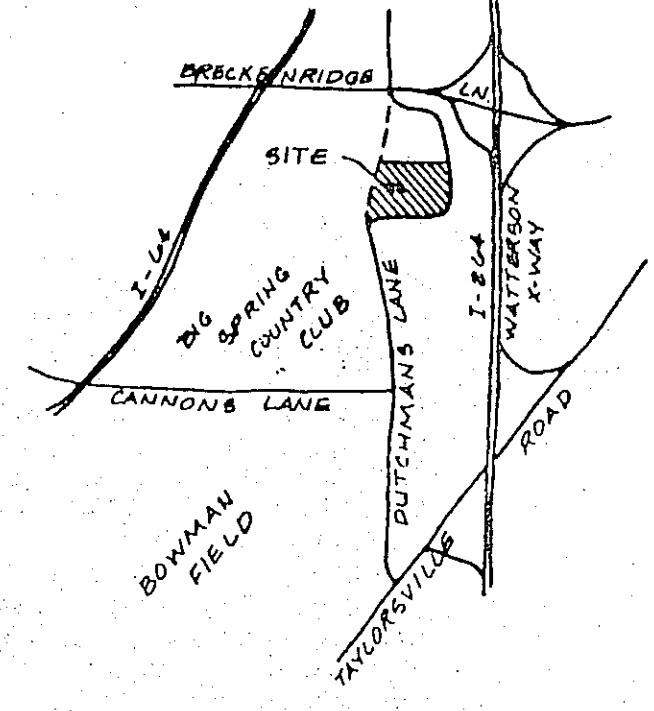 BRECKENRIDGE
LN.
SITE
I-64
BIG
SPRING
COUNTRY
CLUB
I-264
WATTERSON
X-WAY
DUTCHMANS LANE
CANNONS LANE
ROAD
BOWMAN
FIELD
TAYLORSVILLE